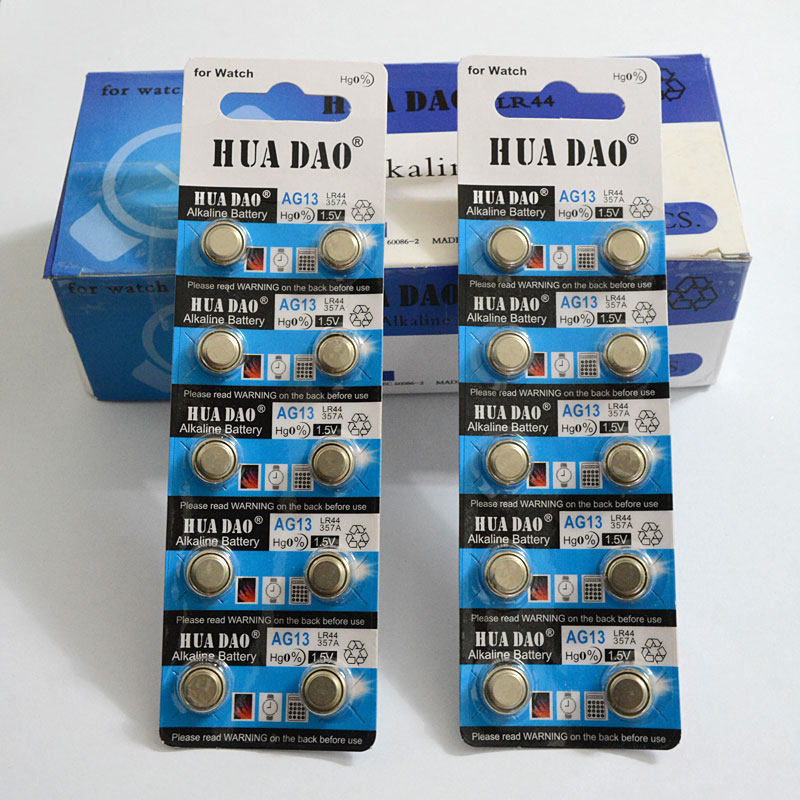 for Watch
Hg0%
HUA DAO®
HUA DAO® AG13 LR44 357A
Alkaline Battery Hg0% 1.5V
Please read WARNING on the back before use
HUA DAO® AG13 LR44 357A
Alkaline Battery Hg0% 1.5V
Please read WARNING on the back before use
HUA DAO® AG13 LR44 357A
Alkaline Battery Hg0% 1.5V
Please read WARNING on the back before use
HUA DAO® AG13 LR44 357A
Alkaline Battery Hg0% 1.5V
Please read WARNING on the back before use
HUA DAO® AG13 LR44 357A
Alkaline Battery Hg0% 1.5V
Please read WARNING on the back before use
for Watch
Hg0%
HUA DAO®
HUA DAO® AG13 LR44 357A
Alkaline Battery Hg0% 1.5V
Please read WARNING on the back before use
HUA DAO® AG13 LR44 357A
Alkaline Battery Hg0% 1.5V
Please read WARNING on the back before use
HUA DAO® AG13 LR44 357A
Alkaline Battery Hg0% 1.5V
Please read WARNING on the back before use
HUA DAO® AG13 LR44 357A
Alkaline Battery Hg0% 1.5V
Please read WARNING on the back before use
HUA DAO® AG13 LR44 357A
Alkaline Battery Hg0% 1.5V
Please read WARNING on the back before use
for watch
LR44
60086-2 MADE
for watch
HUA DAO
Alkaline
60086-2 MADE